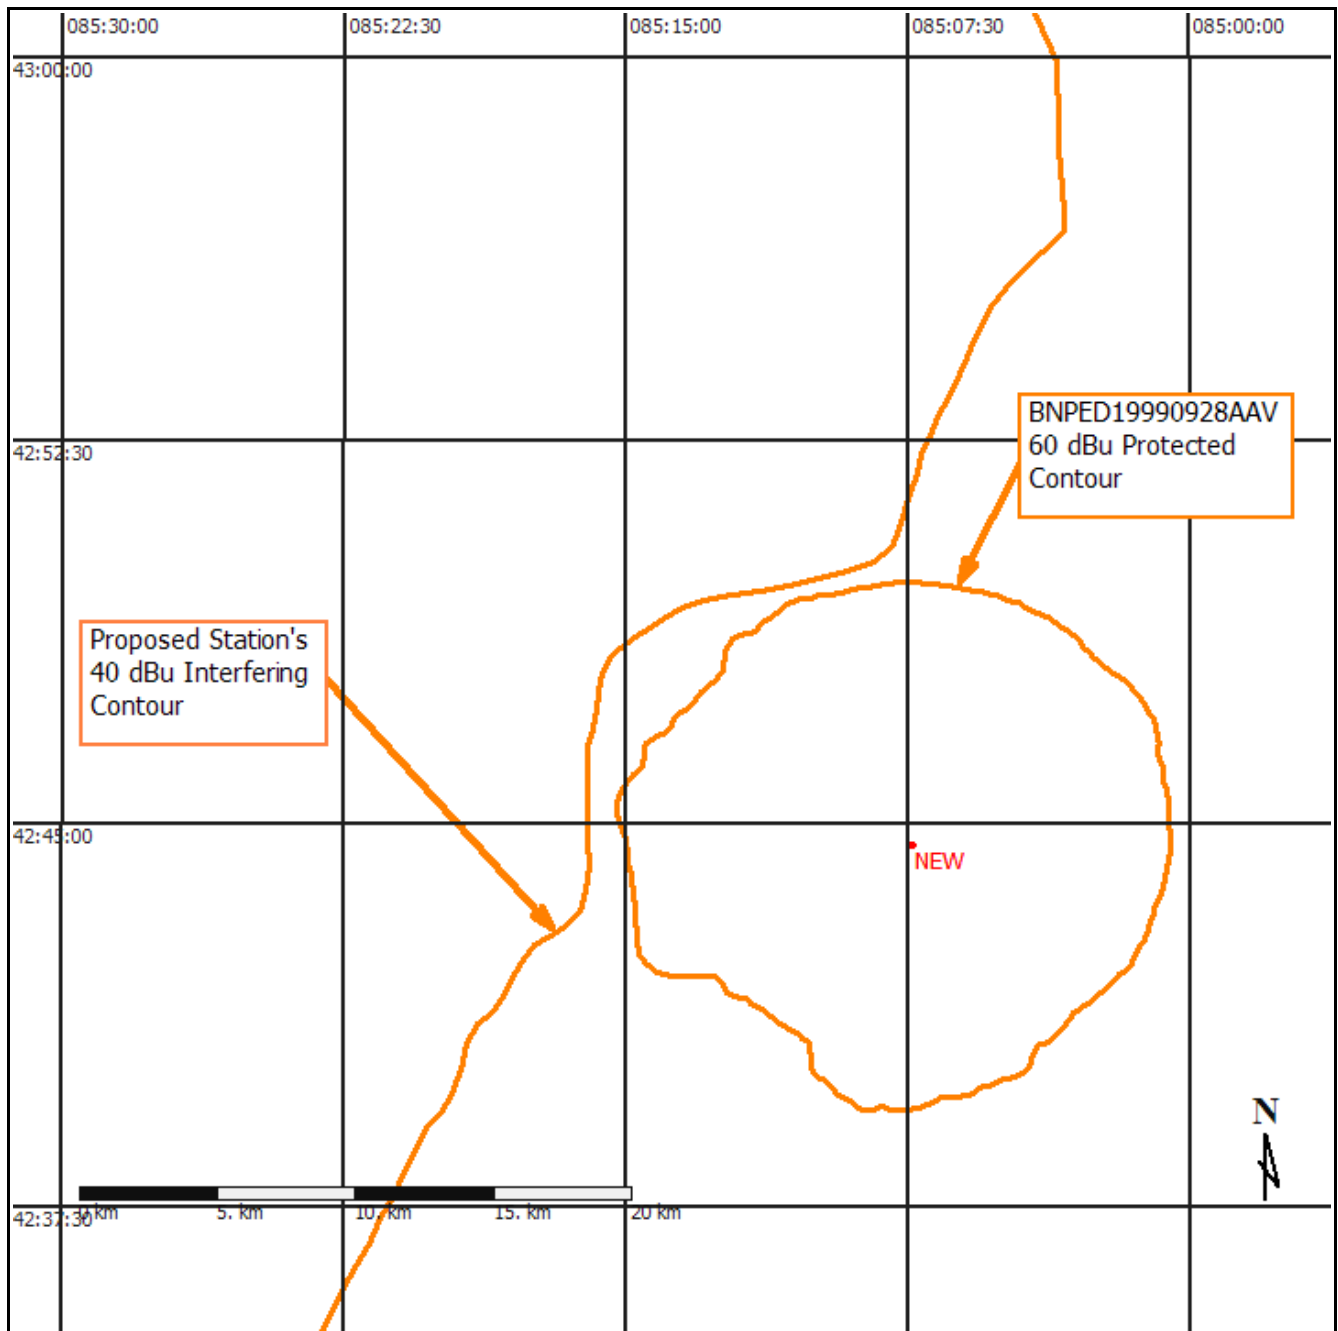 085:30:00
085:22:30
085:15:00
085:07:30
085:00:00
43:00:00
BNPED19990928AAV
60 dBu Protected
Contour
42:52:30
Proposed Station's
40 dBu Interfering
Contour
42:45:00
NEW
N
0 km
5. km
10. km
15. km
20 km
42:37:30